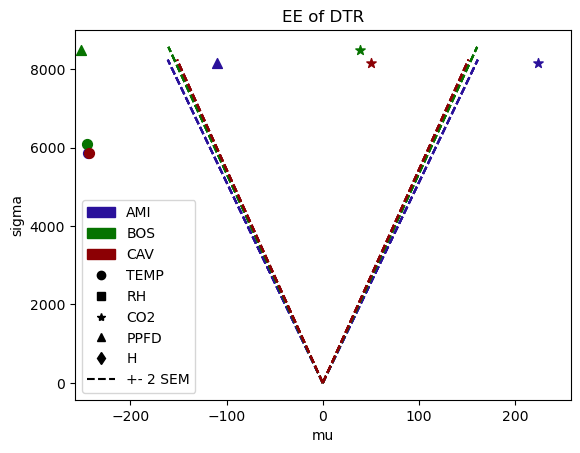 EE of DTR
8000
6000
4000
2000
0
sigma
AMI
BOS
CAV
TEMP
RH
CO2
PPFD
H
+- 2 SEM
−200
−100
0
100
200
mu